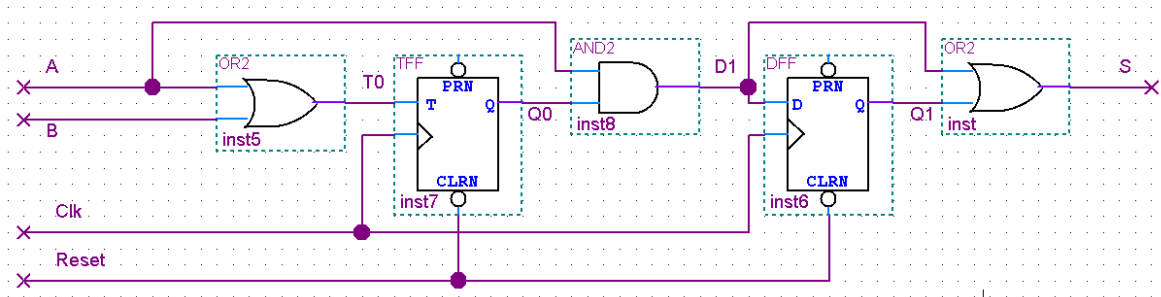 A
B
OR2
inst5
T0
TFF
PRN
T
Q
CLRN
inst7
Q0
AND2
inst8
D1
DFF
PRN
D
Q
CLRN
inst6
Q1
OR2
inst
S
Clk
Reset